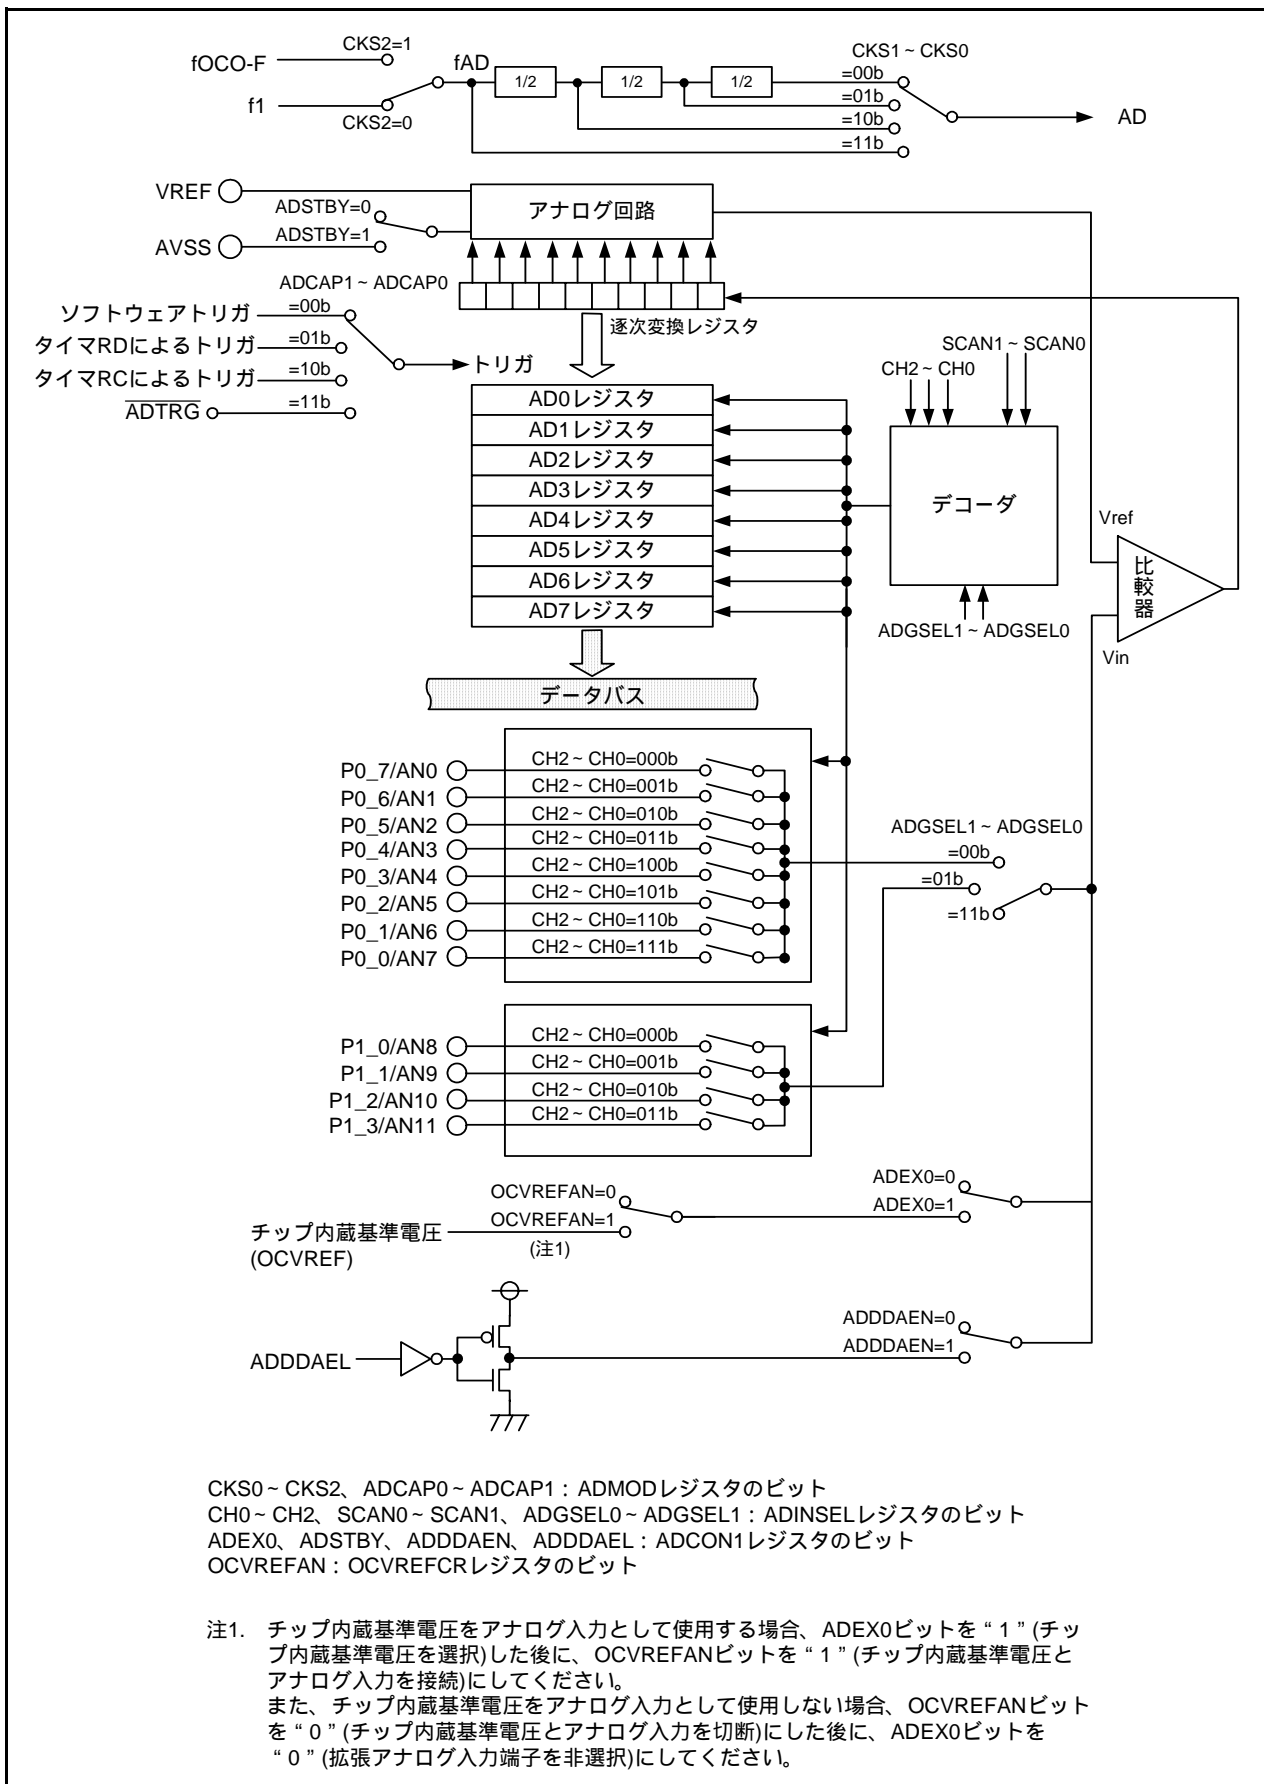 CKS2=1
fOCO-F
f1
CKS2=0
fAD
1/2
1/2
1/2
CKS1 ~ CKS0
=00b
=01b
=10b
=11b
AD
VREF
AVSS
ADSTBY=0
ADSTBY=1
アナログ回路
逐次変換レジスタ
ADCAP1 ~ ADCAP0
ソフトウェアトリガ
=00b
タイマRDによるトリガ
=01b
タイマRCによるトリガ
=10b
ADTRG
=11b
トリガ
AD0レジスタ
AD1レジスタ
AD2レジスタ
AD3レジスタ
AD4レジスタ
AD5レジスタ
AD6レジスタ
AD7レジスタ
データバス
SCAN1 ~ SCAN0
CH2 ~ CH0
デコーダ
ADGSEL1 ~ ADGSEL0
Vref
比較器
Vin
P0_7/AN0
CH2 ~ CH0=000b
P0_6/AN1
CH2 ~ CH0=001b
P0_5/AN2
CH2 ~ CH0=010b
P0_4/AN3
CH2 ~ CH0=011b
P0_3/AN4
CH2 ~ CH0=100b
P0_2/AN5
CH2 ~ CH0=101b
P0_1/AN6
CH2 ~ CH0=110b
P0_0/AN7
CH2 ~ CH0=111b
ADGSEL1 ~ ADGSEL0
=00b
=01b
=11b
P1_0/AN8
CH2 ~ CH0=000b
P1_1/AN9
CH2 ~ CH0=001b
P1_2/AN10
CH2 ~ CH0=010b
P1_3/AN11
CH2 ~ CH0=011b
OCVREFAN=0
OCVREFAN=1
(注1)
チップ内蔵基準電圧
(OCVREF)
ADEX0=0
ADEX0=1
ADDDAEL
ADDDAEN=0
ADDDAEN=1
CKS0 ~ CKS2、ADCAP0 ~ ADCAP1 : ADMODレジスタのビット
CH0 ~ CH2、SCAN0 ~ SCAN1、ADGSEL0 ~ ADGSEL1 : ADINSELレジスタのビット
ADEX0、ADSTBY、ADDDAEN、ADDDAEL : ADCON1レジスタのビット
OCVREFAN : OCVREFCRレジスタのビット
注1. チップ内蔵基準電圧をアナログ入力として使用する場合、ADEX0ビットを“ 1 ” (チッ
プ内蔵基準電圧を選択)した後に、OCVREFANビットを“ 1 ” (チップ内蔵基準電圧と
アナログ入力を接続)にしてください。
また、チップ内蔵基準電圧をアナログ入力として使用しない場合、OCVREFANビット
を“ 0 ” (チップ内蔵基準電圧とアナログ入力を切断)にした後に、ADEX0ビットを
“ 0 ” (拡張アナログ入力端子を非選択)にしてください。